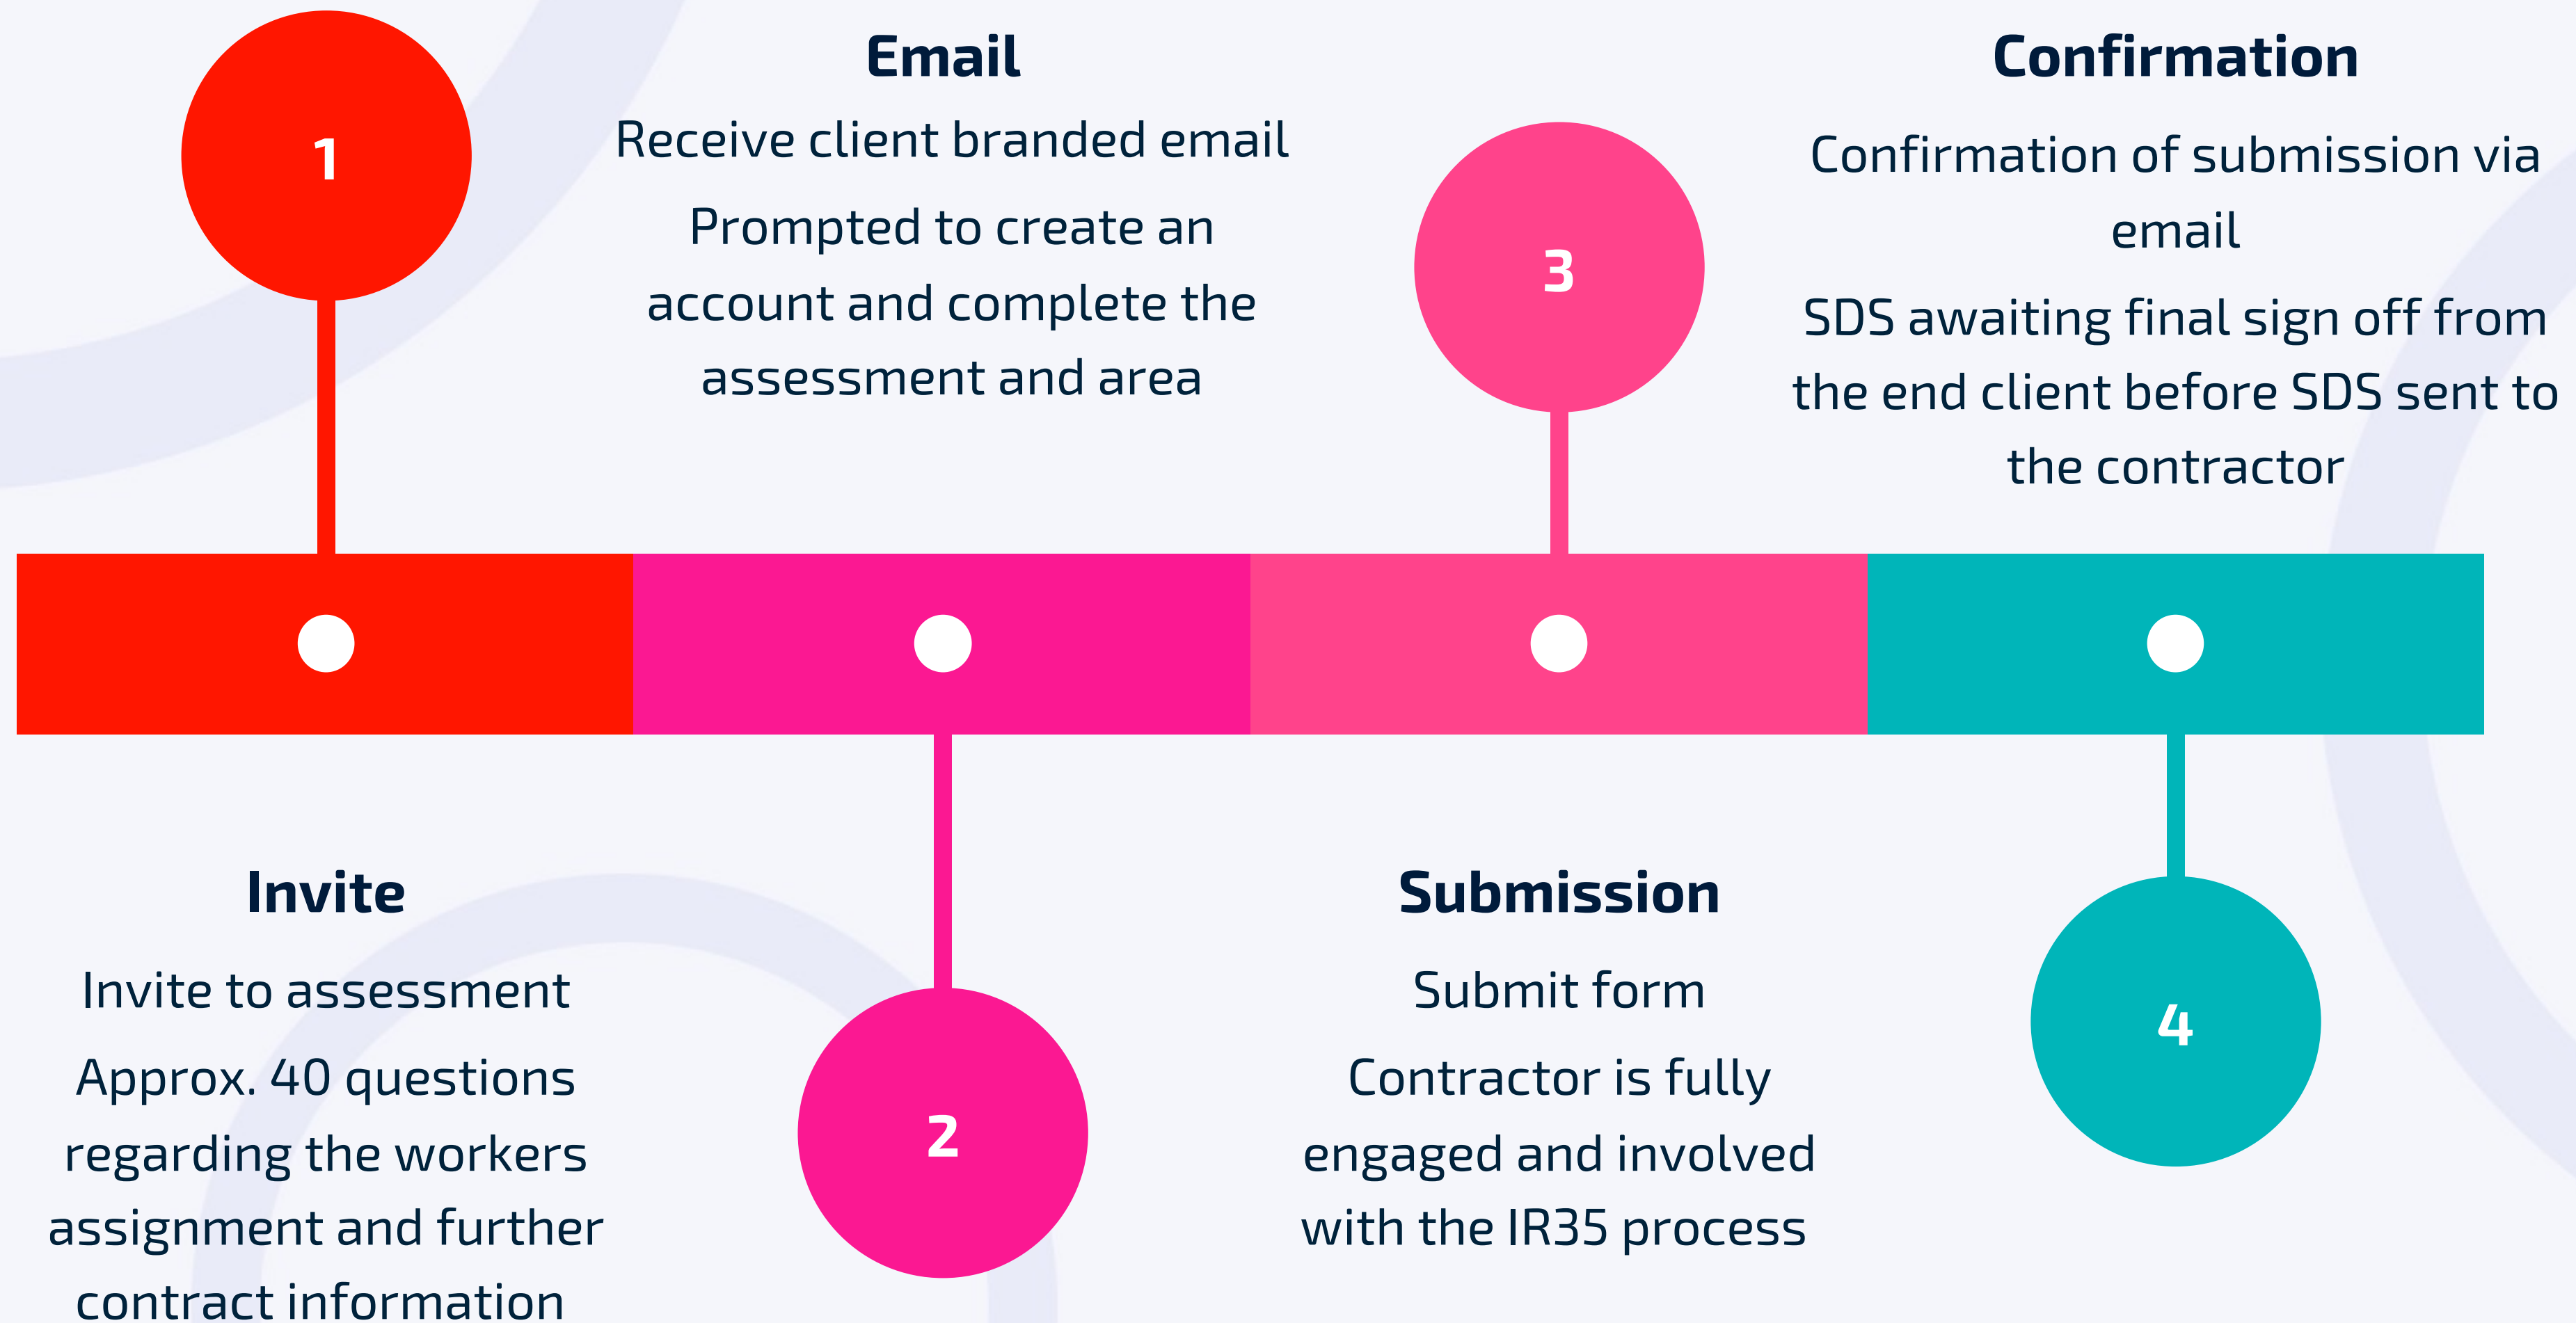 1
Invite
Invite to assessment
Approx. 40 questions
regarding the workers
assignment and further
contract information
Email
Receive client branded email
Prompted to create an
account and complete the
assessment and area
2
3
Submission
Submit form
Contractor is fully
engaged and involved
with the IR35 process
Confirmation
Confirmation of submission via
email
SDS awaiting final sign off from
the end client before SDS sent to
the contractor
4